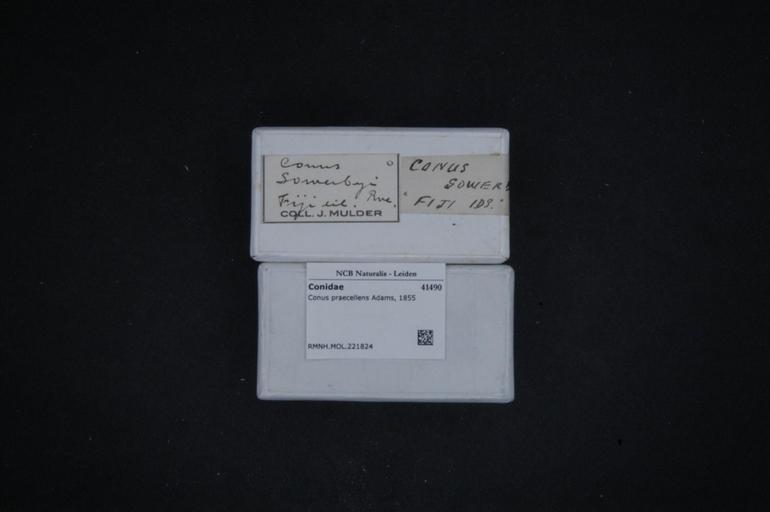 Conus
Sowerbyi
Fiji eil. Rve.
COLL. J. MULDER
CONUS
SOWERB
"FIJI IDS."
NCB Naturalis - Leiden
Conidae 41490
Conus praecellens Adams, 1855
RMNH.MOL.221824